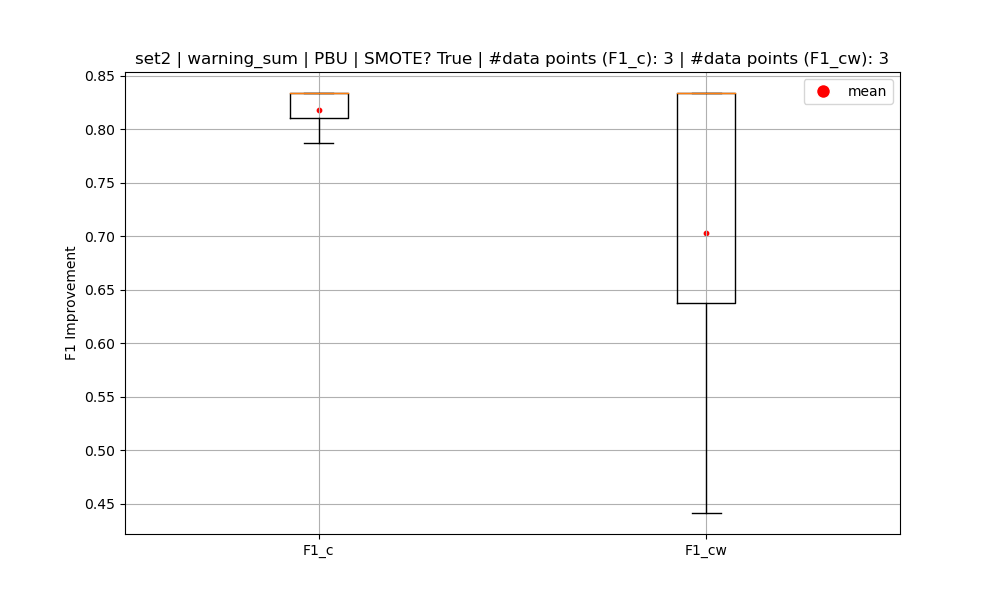 set2 | warning_sum | PBU | SMOTE? True | #data points (F1_c): 3 | #data points (F1_cw): 3
mean
0.85
0.80
0.75
0.70
0.65
0.60
0.55
0.50
0.45
F1 Improvement
F1_c
F1_cw